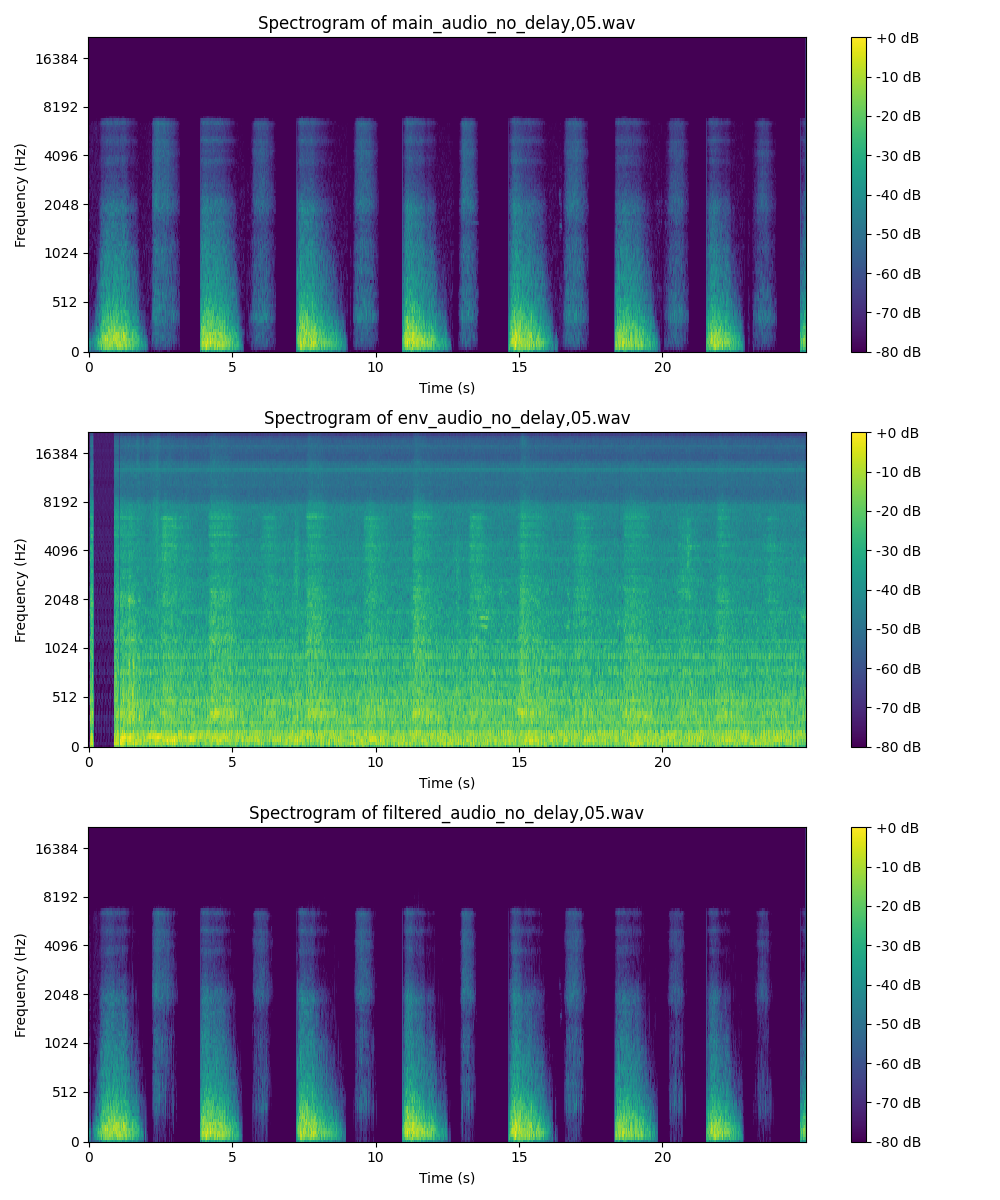 Spectrogram of main_audio_no_delay,05.wav
16384
8192
4096
2048
1024
512
0
Frequency (Hz)
0 5 10 15 20
Time (s)
+0 dB
-10 dB
-20 dB
-30 dB
-40 dB
-50 dB
-60 dB
-70 dB
-80 dB
Spectrogram of env_audio_no_delay,05.wav
16384
8192
4096
2048
1024
512
0
Frequency (Hz)
0 5 10 15 20
Time (s)
+0 dB
-10 dB
-20 dB
-30 dB
-40 dB
-50 dB
-60 dB
-70 dB
-80 dB
Spectrogram of filtered_audio_no_delay,05.wav
16384
8192
4096
2048
1024
512
0
Frequency (Hz)
0 5 10 15 20
Time (s)
+0 dB
-10 dB
-20 dB
-30 dB
-40 dB
-50 dB
-60 dB
-70 dB
-80 dB